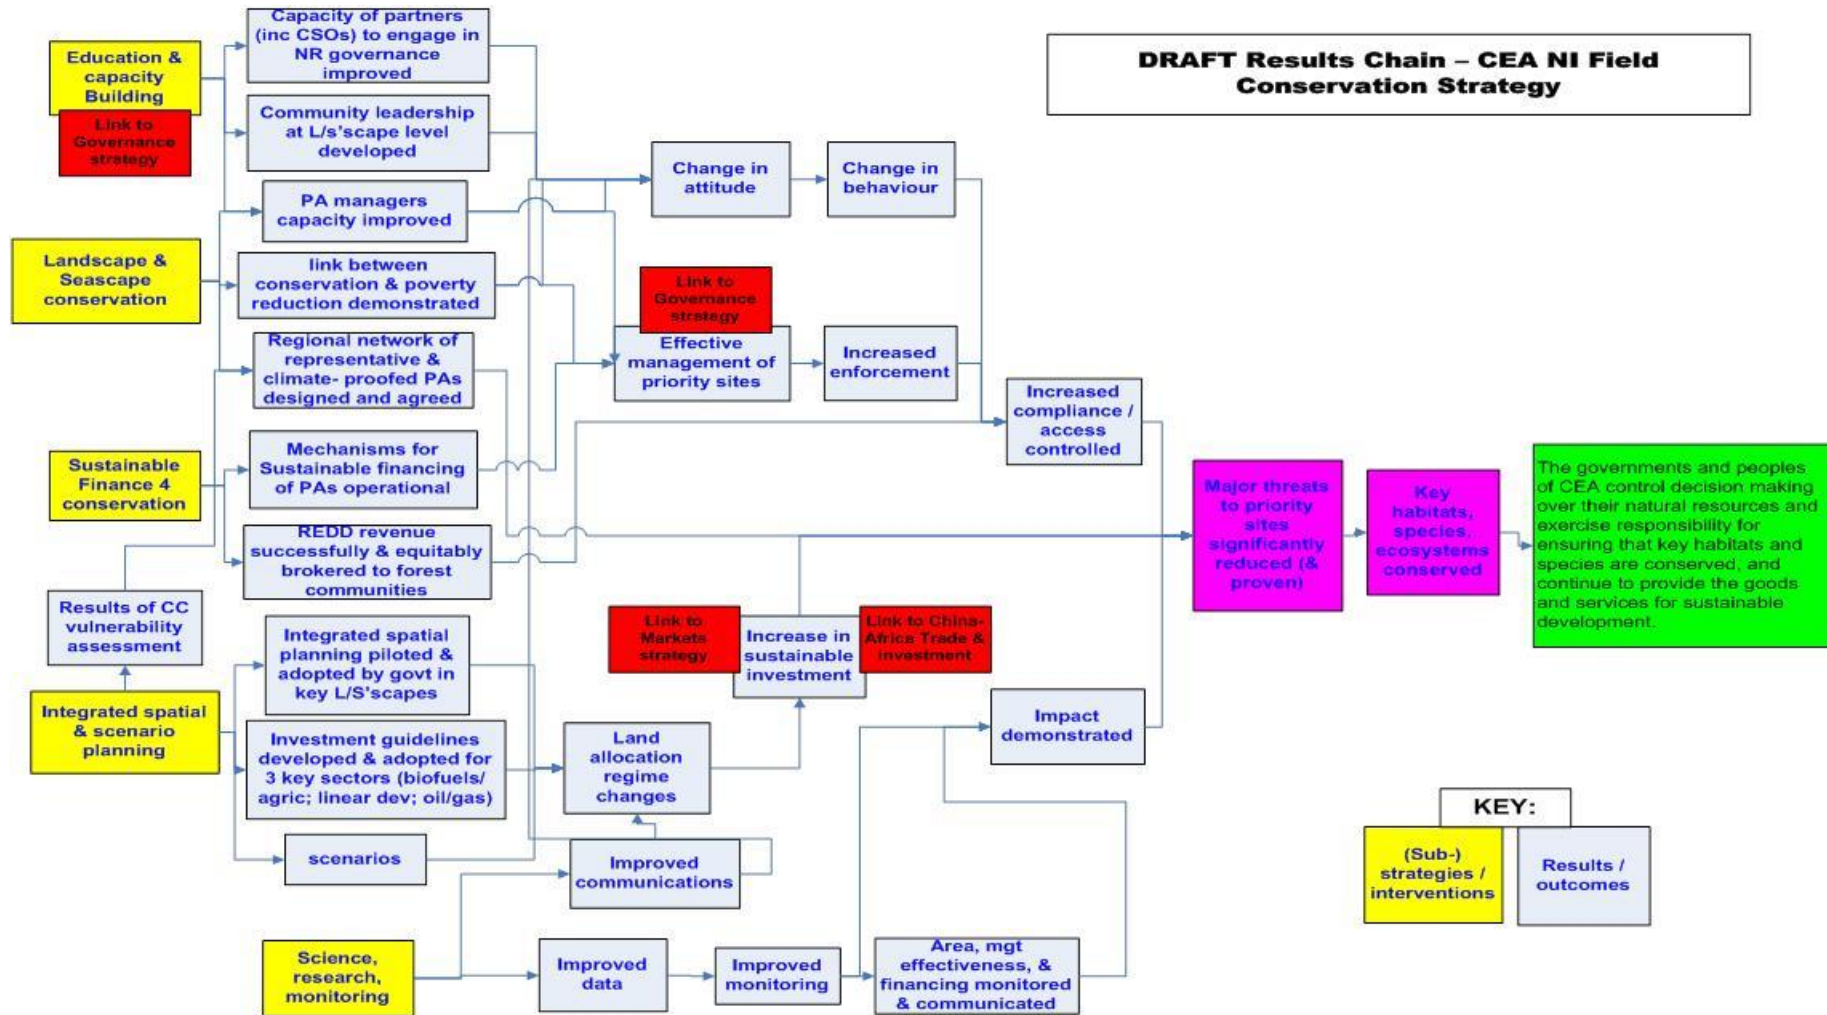 DRAFT Results Chain – CEA NI Field
Conservation Strategy
Education &
capacity
Building
Link to
Governance
strategy
Capacity of partners
(inc CSOs) to engage in
NR governance
improved
Community leadership
at L/s'scape level
developed
PA managers
capacity improved
Landscape &
Seascape
conservation
link between
conservation & poverty
reduction demonstrated
Regional network of
representative &
climate- proofed PAs
designed and agreed
Sustainable
Finance 4
conservation
Mechanisms for
Sustainable financing
of PAs operational
REDD revenue
successfully & equitably
brokered to forest
communities
Results of CC
vulnerability
assessment
Integrated spatial
& scenario
planning
Integrated spatial
planning piloted &
adopted by govt in
key L/S'scapes
Investment guidelines
developed & adopted for
3 key sectors (biofuels/
agric; linear dev; oil/gas)
scenarios
Science,
research,
monitoring
Improved
data
Improved
monitoring
Area, mgt
effectiveness, &
financing monitored
& communicated
Improved
communications
Land
allocation
regime
changes
Change in
attitude
Change in
behaviour
Link to
Governance
strategy
Effective
management of
priority sites
Increased
enforcement
Increased
compliance /
access
controlled
Link to
Markets
strategy
Increase in
sustainable
investment
Link to China-
Africa Trade &
investment
Impact
demonstrated
Major threats
to priority
sites
significantly
reduced (&
proven)
Key
habitats,
species,
ecosystems
conserved
The governments and peoples
of CEA control decision making
over their natural resources and
exercise responsibility for
ensuring that key habitats and
species are conserved, and
continue to provide the goods
and services for sustainable
development.
KEY:
(Sub-)
strategies /
interventions
Results /
outcomes